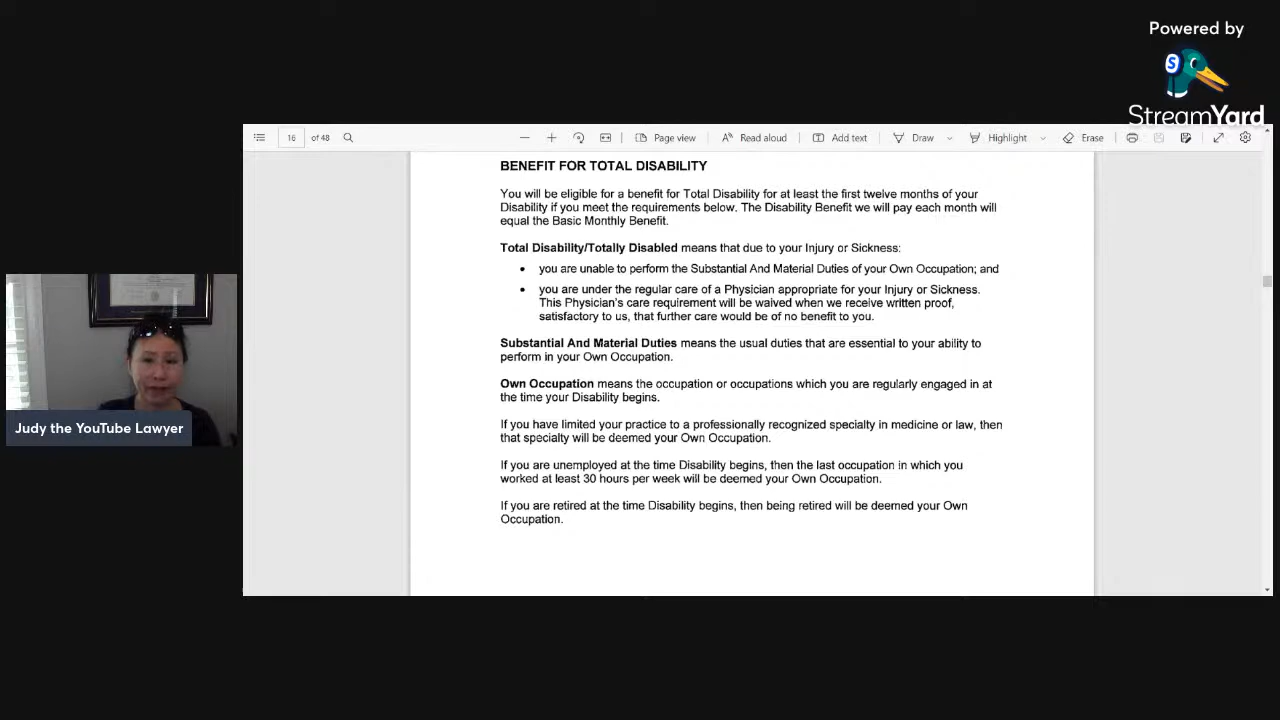 Powered by
S
StreamYard
16 of 48
Page view
Read aloud
Add text
Draw
Highlight
Erase
BENEFIT FOR TOTAL DISABILITY
You will be eligible for a benefit for Total Disability for at least the first twelve months of your
Disability if you meet the requirements below. The Disability Benefit we will pay each month will
equal the Basic Monthly Benefit.
Total Disability/Totally Disabled means that due to your Injury or Sickness:
• you are unable to perform the Substantial And Material Duties of your Own Occupation; and
• you are under the regular care of a Physician appropriate for your Injury or Sickness.
This Physician's care requirement will be waived when we receive written proof,
satisfactory to us, that further care would be of no benefit to you.
Substantial And Material Duties means the usual duties that are essential to your ability to
perform in your Own Occupation.
Own Occupation means the occupation or occupations which you are regularly engaged in at
the time your Disability begins.
If you have limited your practice to a professionally recognized specialty in medicine or law, then
that specialty will be deemed your Own Occupation.
If you are unemployed at the time Disability begins, then the last occupation in which you
worked at least 30 hours per week will be deemed your Own Occupation.
If you are retired at the time Disability begins, then being retired will be deemed your Own
Occupation.
Judy the YouTube Lawyer